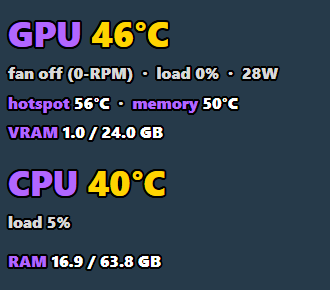 GPU 46°C
fan off (0-RPM) · load 0% · 28W
hotspot 56°C · memory 50°C
VRAM 1.0 / 24.0 GB
CPU 40°C
load 5%
RAM 16.9 / 63.8 GB